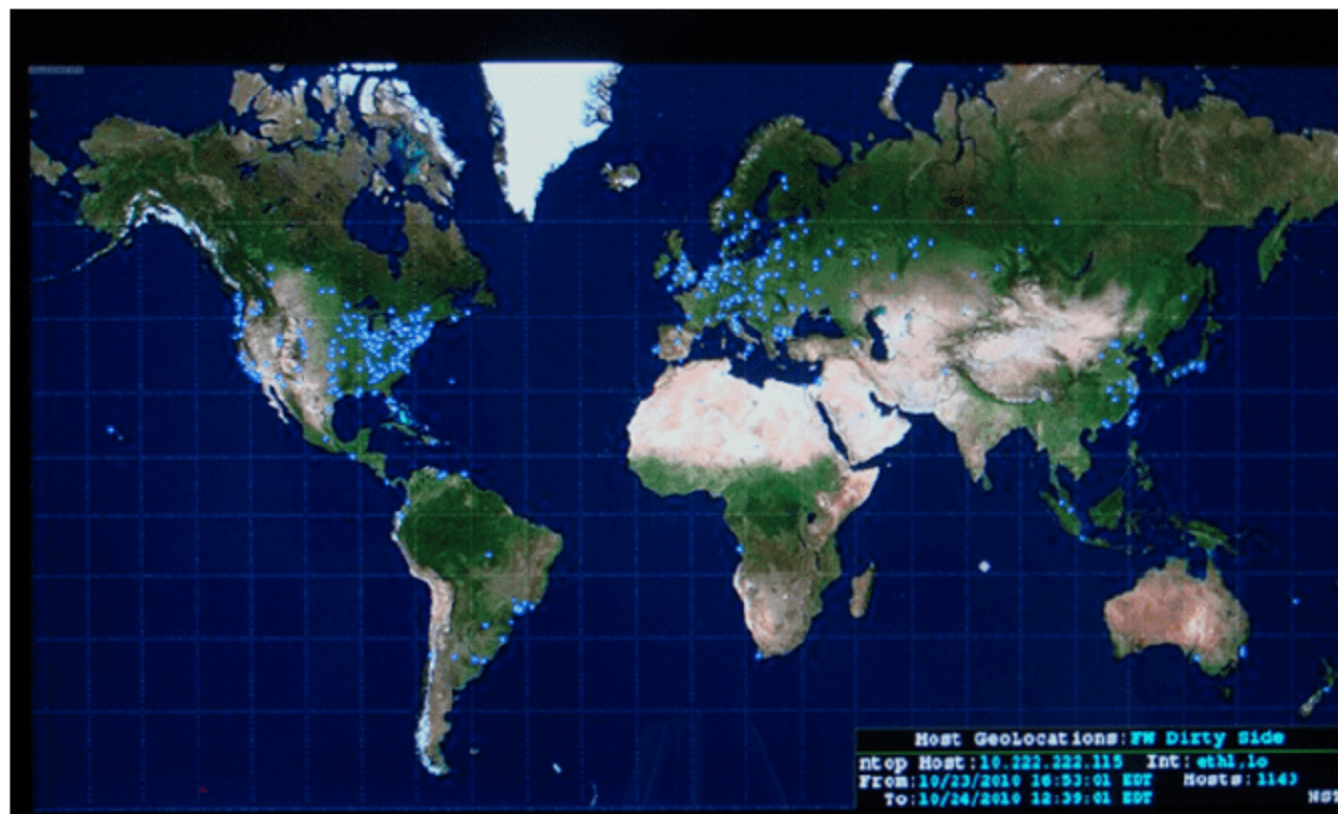 Host GeoLocations:FW Dirty Side
ntop Host:10.222.222.115 Int:eth1,lo
From:10/23/2010 16:53:01 EDT Hosts:1143
To:10/24/2010 12:39:01 EDT